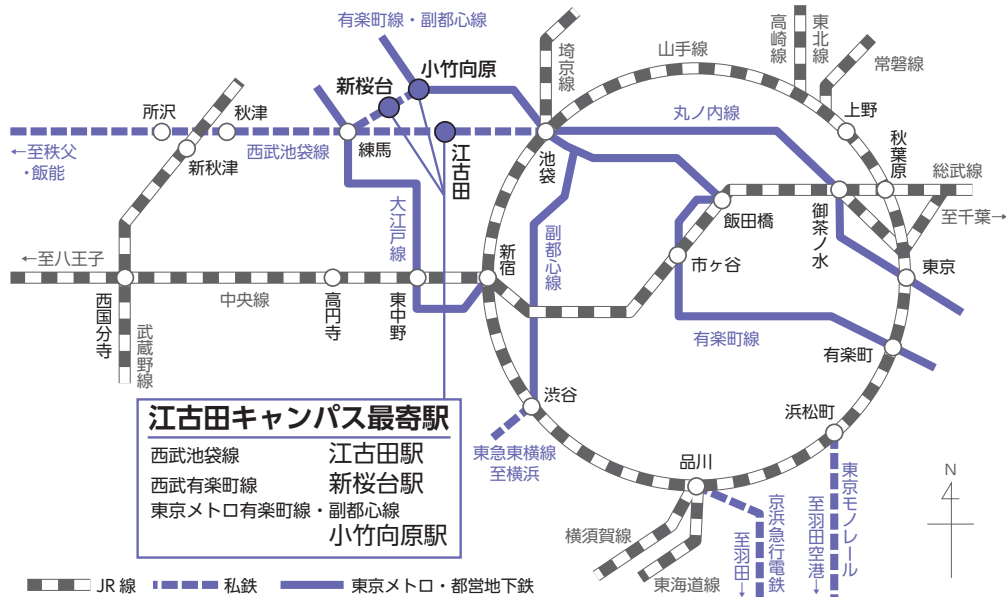 有楽町線・副都心線
小竹向原
新桜台
埼京線
山手線
高崎線
東北線
常磐線
所沢
秋津
新秋津
←至秩父
・飯能
西武池袋線
練馬
江古田
池袋
丸ノ内線
上野
秋葉原
総武線
至千葉→
御茶ノ水
飯田橋
市ヶ谷
大江戸線
副都心線
新宿
東京
←至八王子
中央線
西国分寺
武蔵野線
高円寺
東中野
有楽町線
有楽町
渋谷
浜松町
東急東横線
至横浜
品川
横須賀線
東海道線
京浜急行電鉄
至羽田→
東京モノレール
至羽田空港→
N
江古田キャンパス最寄駅
西武池袋線 江古田駅
西武有楽町線 新桜台駅
東京メトロ有楽町線・副都心線
小竹向原駅
JR線 私鉄 東京メトロ・都営地下鉄